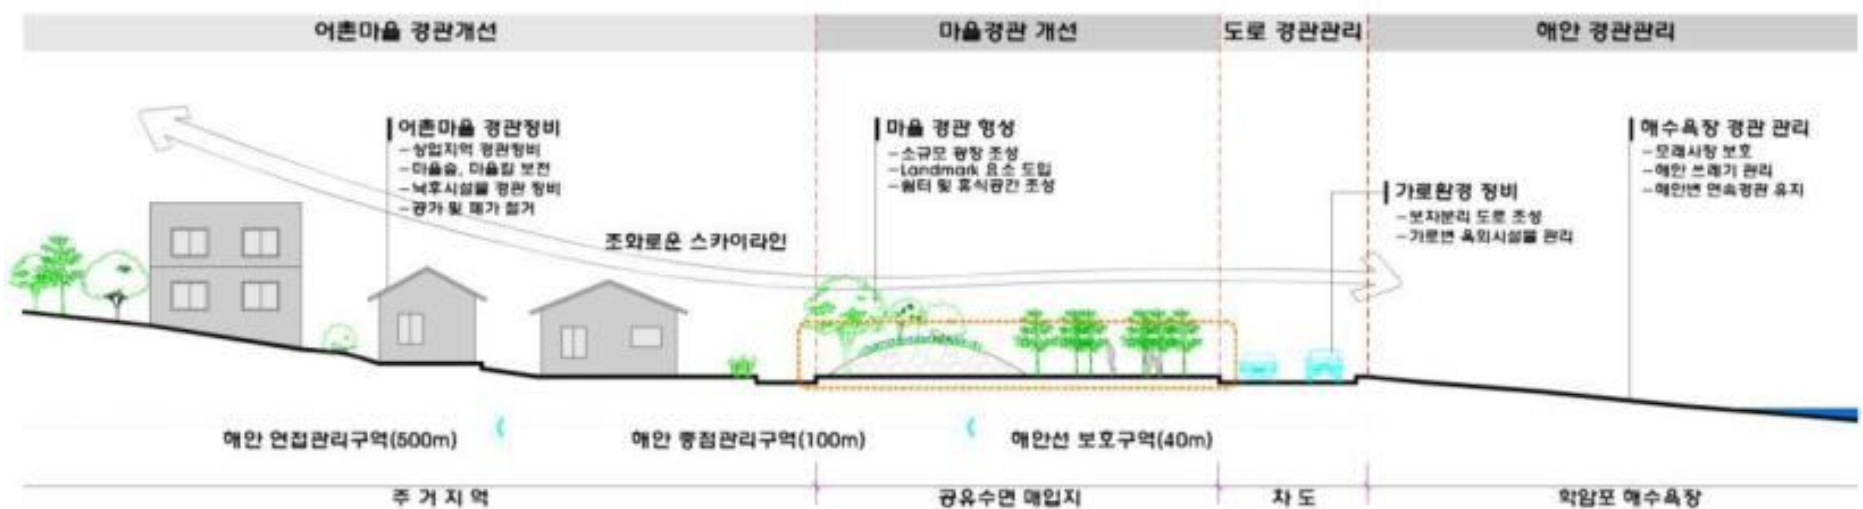 어촌마을 경관개선
마을경관 개선
도로 경관관리
해안 경관관리
어촌마을 경관정비
-상업지역 경관정비
-마을숲, 마을길 보전
-낙후시설물 경관 정비
-공가 및 폐가 철거
마을 경관 형성
-소규모 광장 조성
-Landmark 요소 도입
-쉼터 및 휴식공간 조성
해수욕장 경관 관리
-모래사장 보호
-해안 쓰레기 관리
-해안변 연속경관 유지
가로환경 정비
-보차분리 도로 조성
-가로변 옥외시설물 관리
조화로운 스카이라인
해안 연접관리구역(500m)
해안 중점관리구역(100m)
해안선 보호구역(40m)
주 거 지 역
공유수면 매립지
차 도
학암포 해수욕장